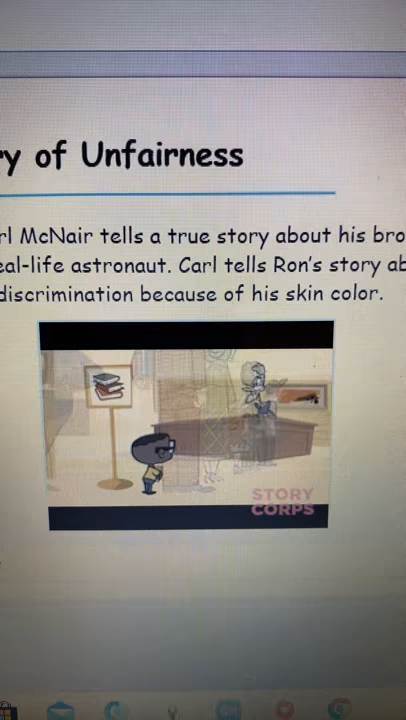 ry of Unfairness
rl McNair tells a true story about his bro
eal-life astronaut. Carl tells Ron's story ab
discrimination because of his skin color.
STORY
CORPS